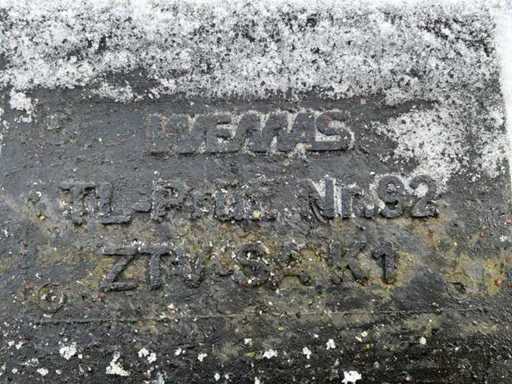 WEMAS
TL-Prüf. Nr.92
ZTV-SA K1